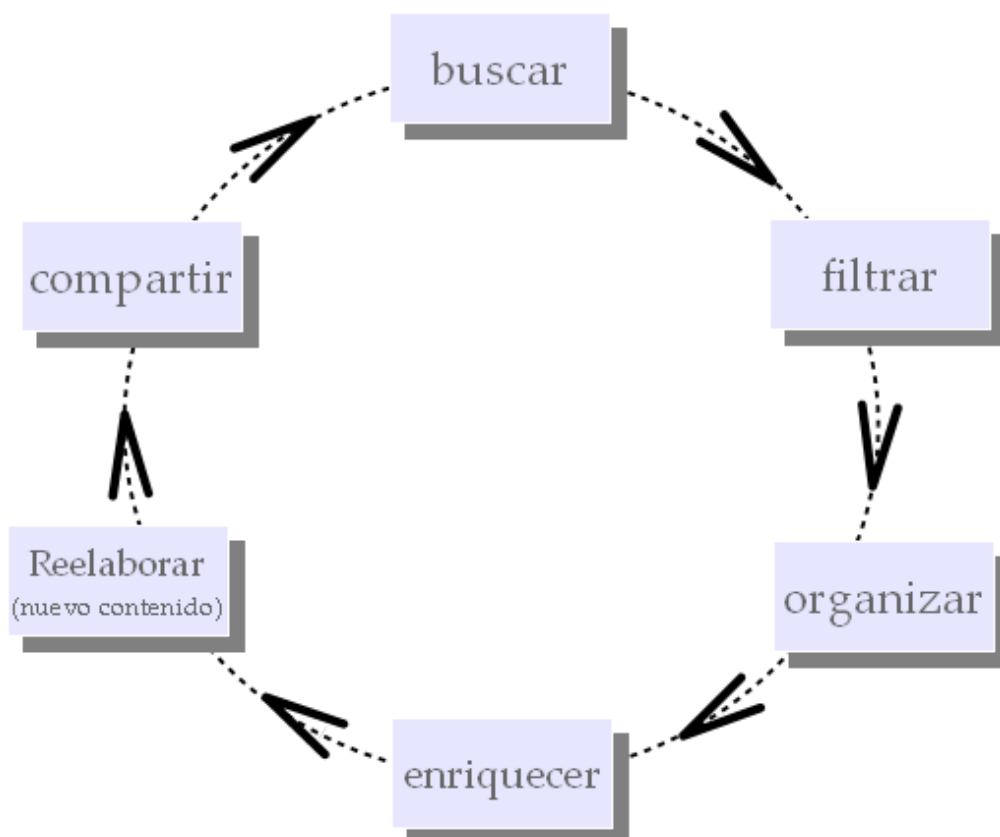 buscar
filtrar
organizar
enriquecer
Reelaborar
(nuevo contenido)
compartir